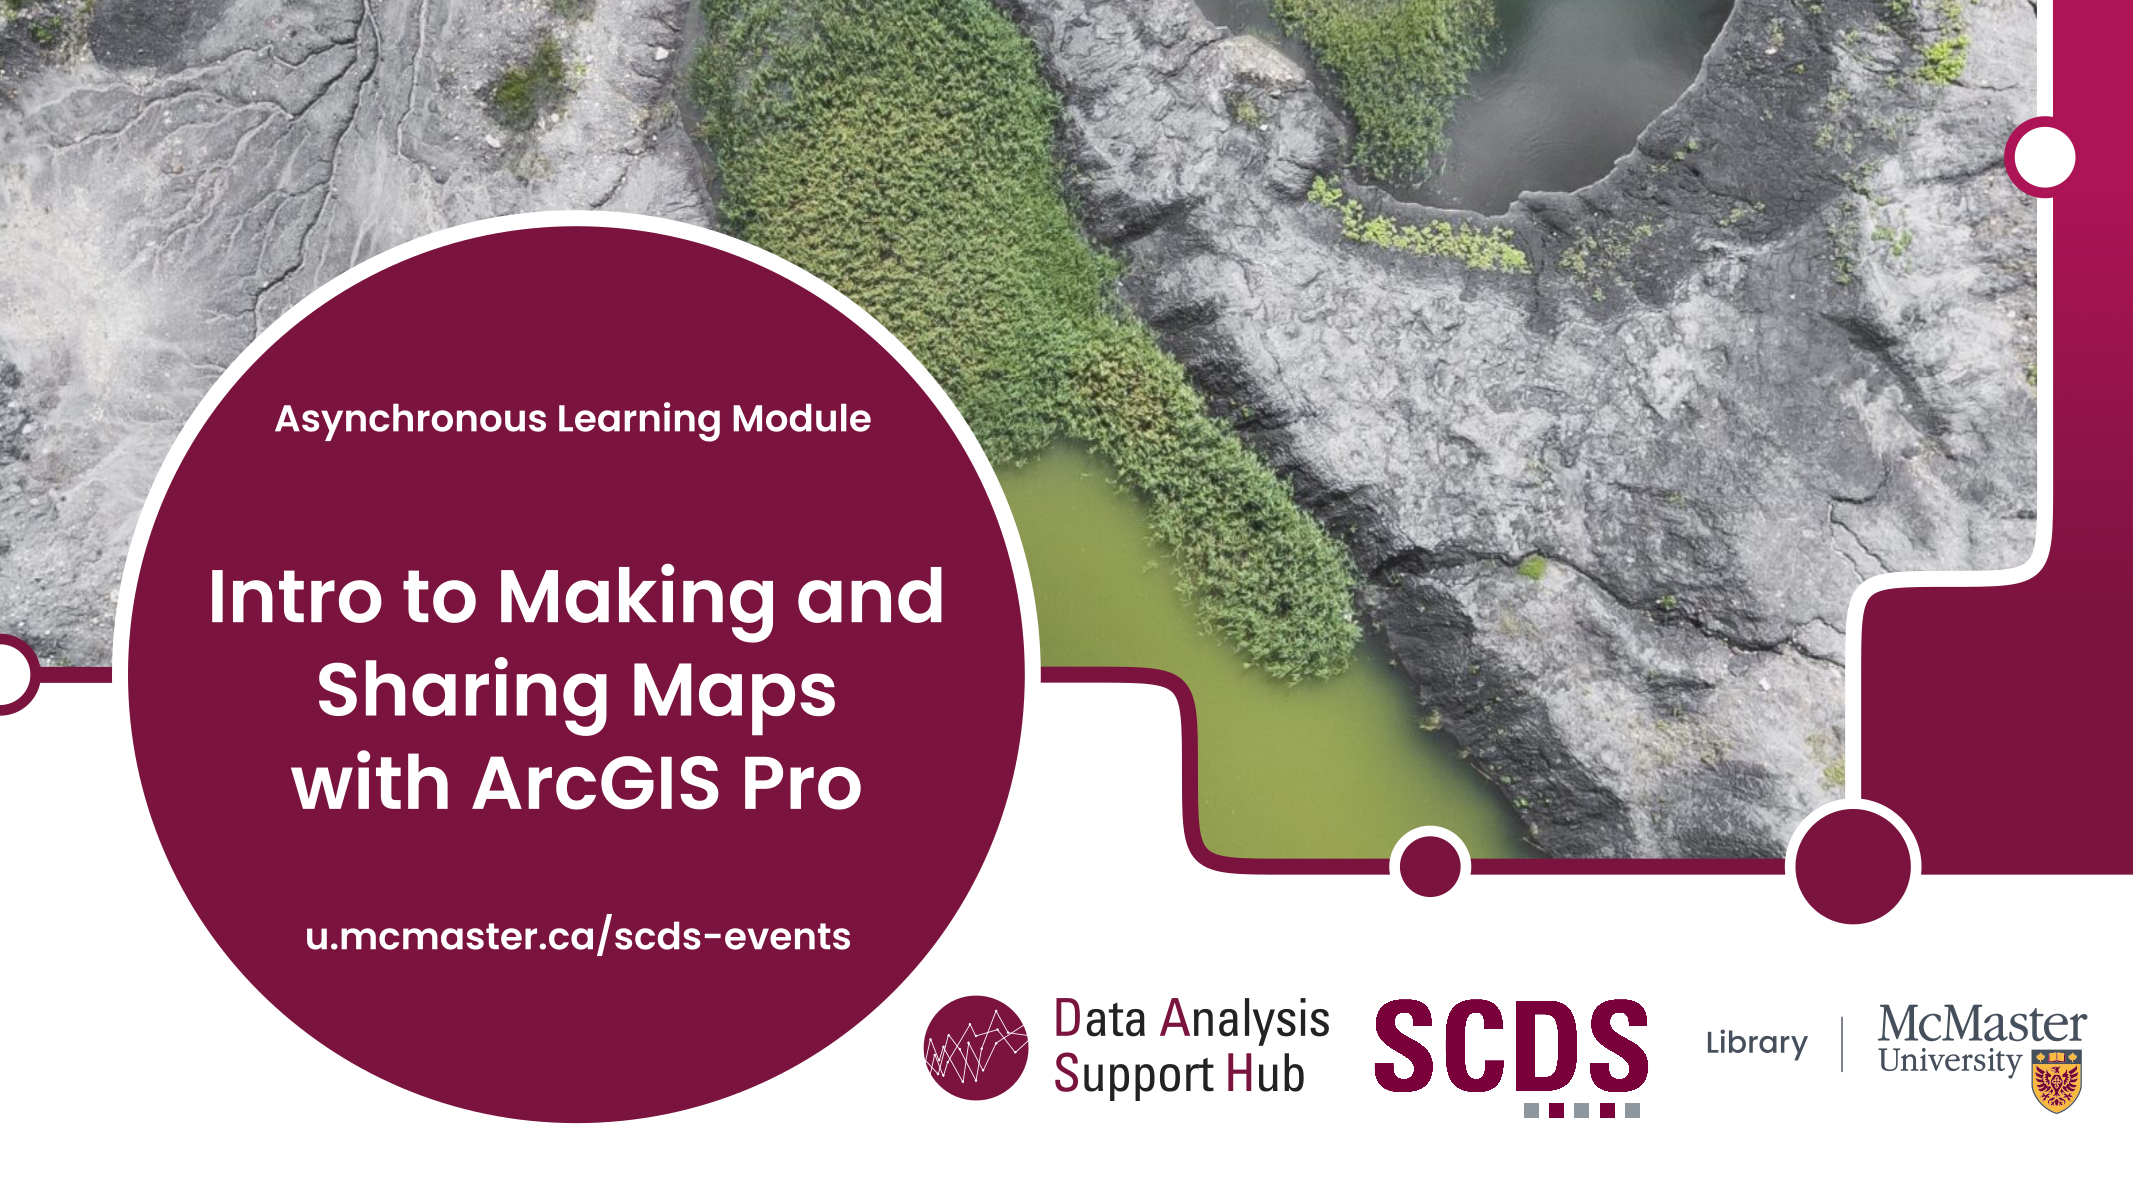 Asynchronous Learning Module
Intro to Making and
Sharing Maps
with ArcGIS Pro
u.mcmaster.ca/scds-events
Data Analysis
Support Hub
SCDS
Library
McMaster
University